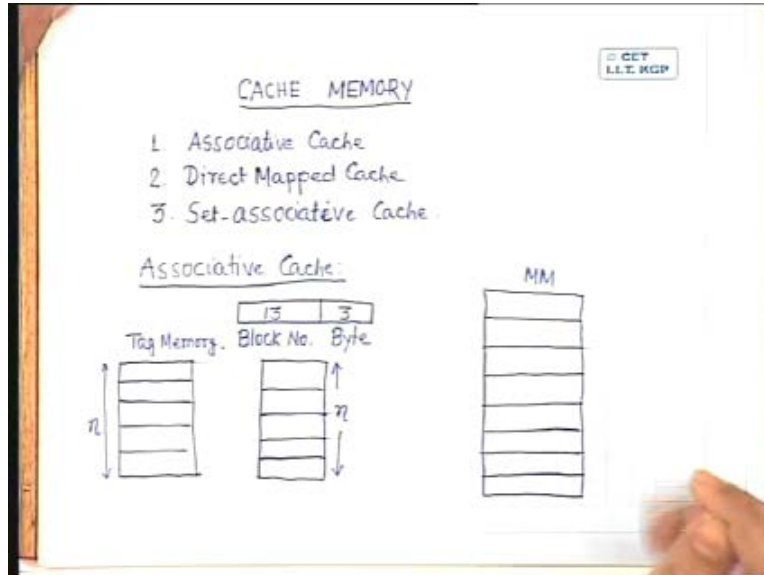 © CET
I.I.T. KGP
CACHE MEMORY
1. Associative Cache
2. Direct Mapped Cache
3. Set-associative Cache.
Associative Cache:
MM
13 3
Tag Memory. Block No. Byte
n n